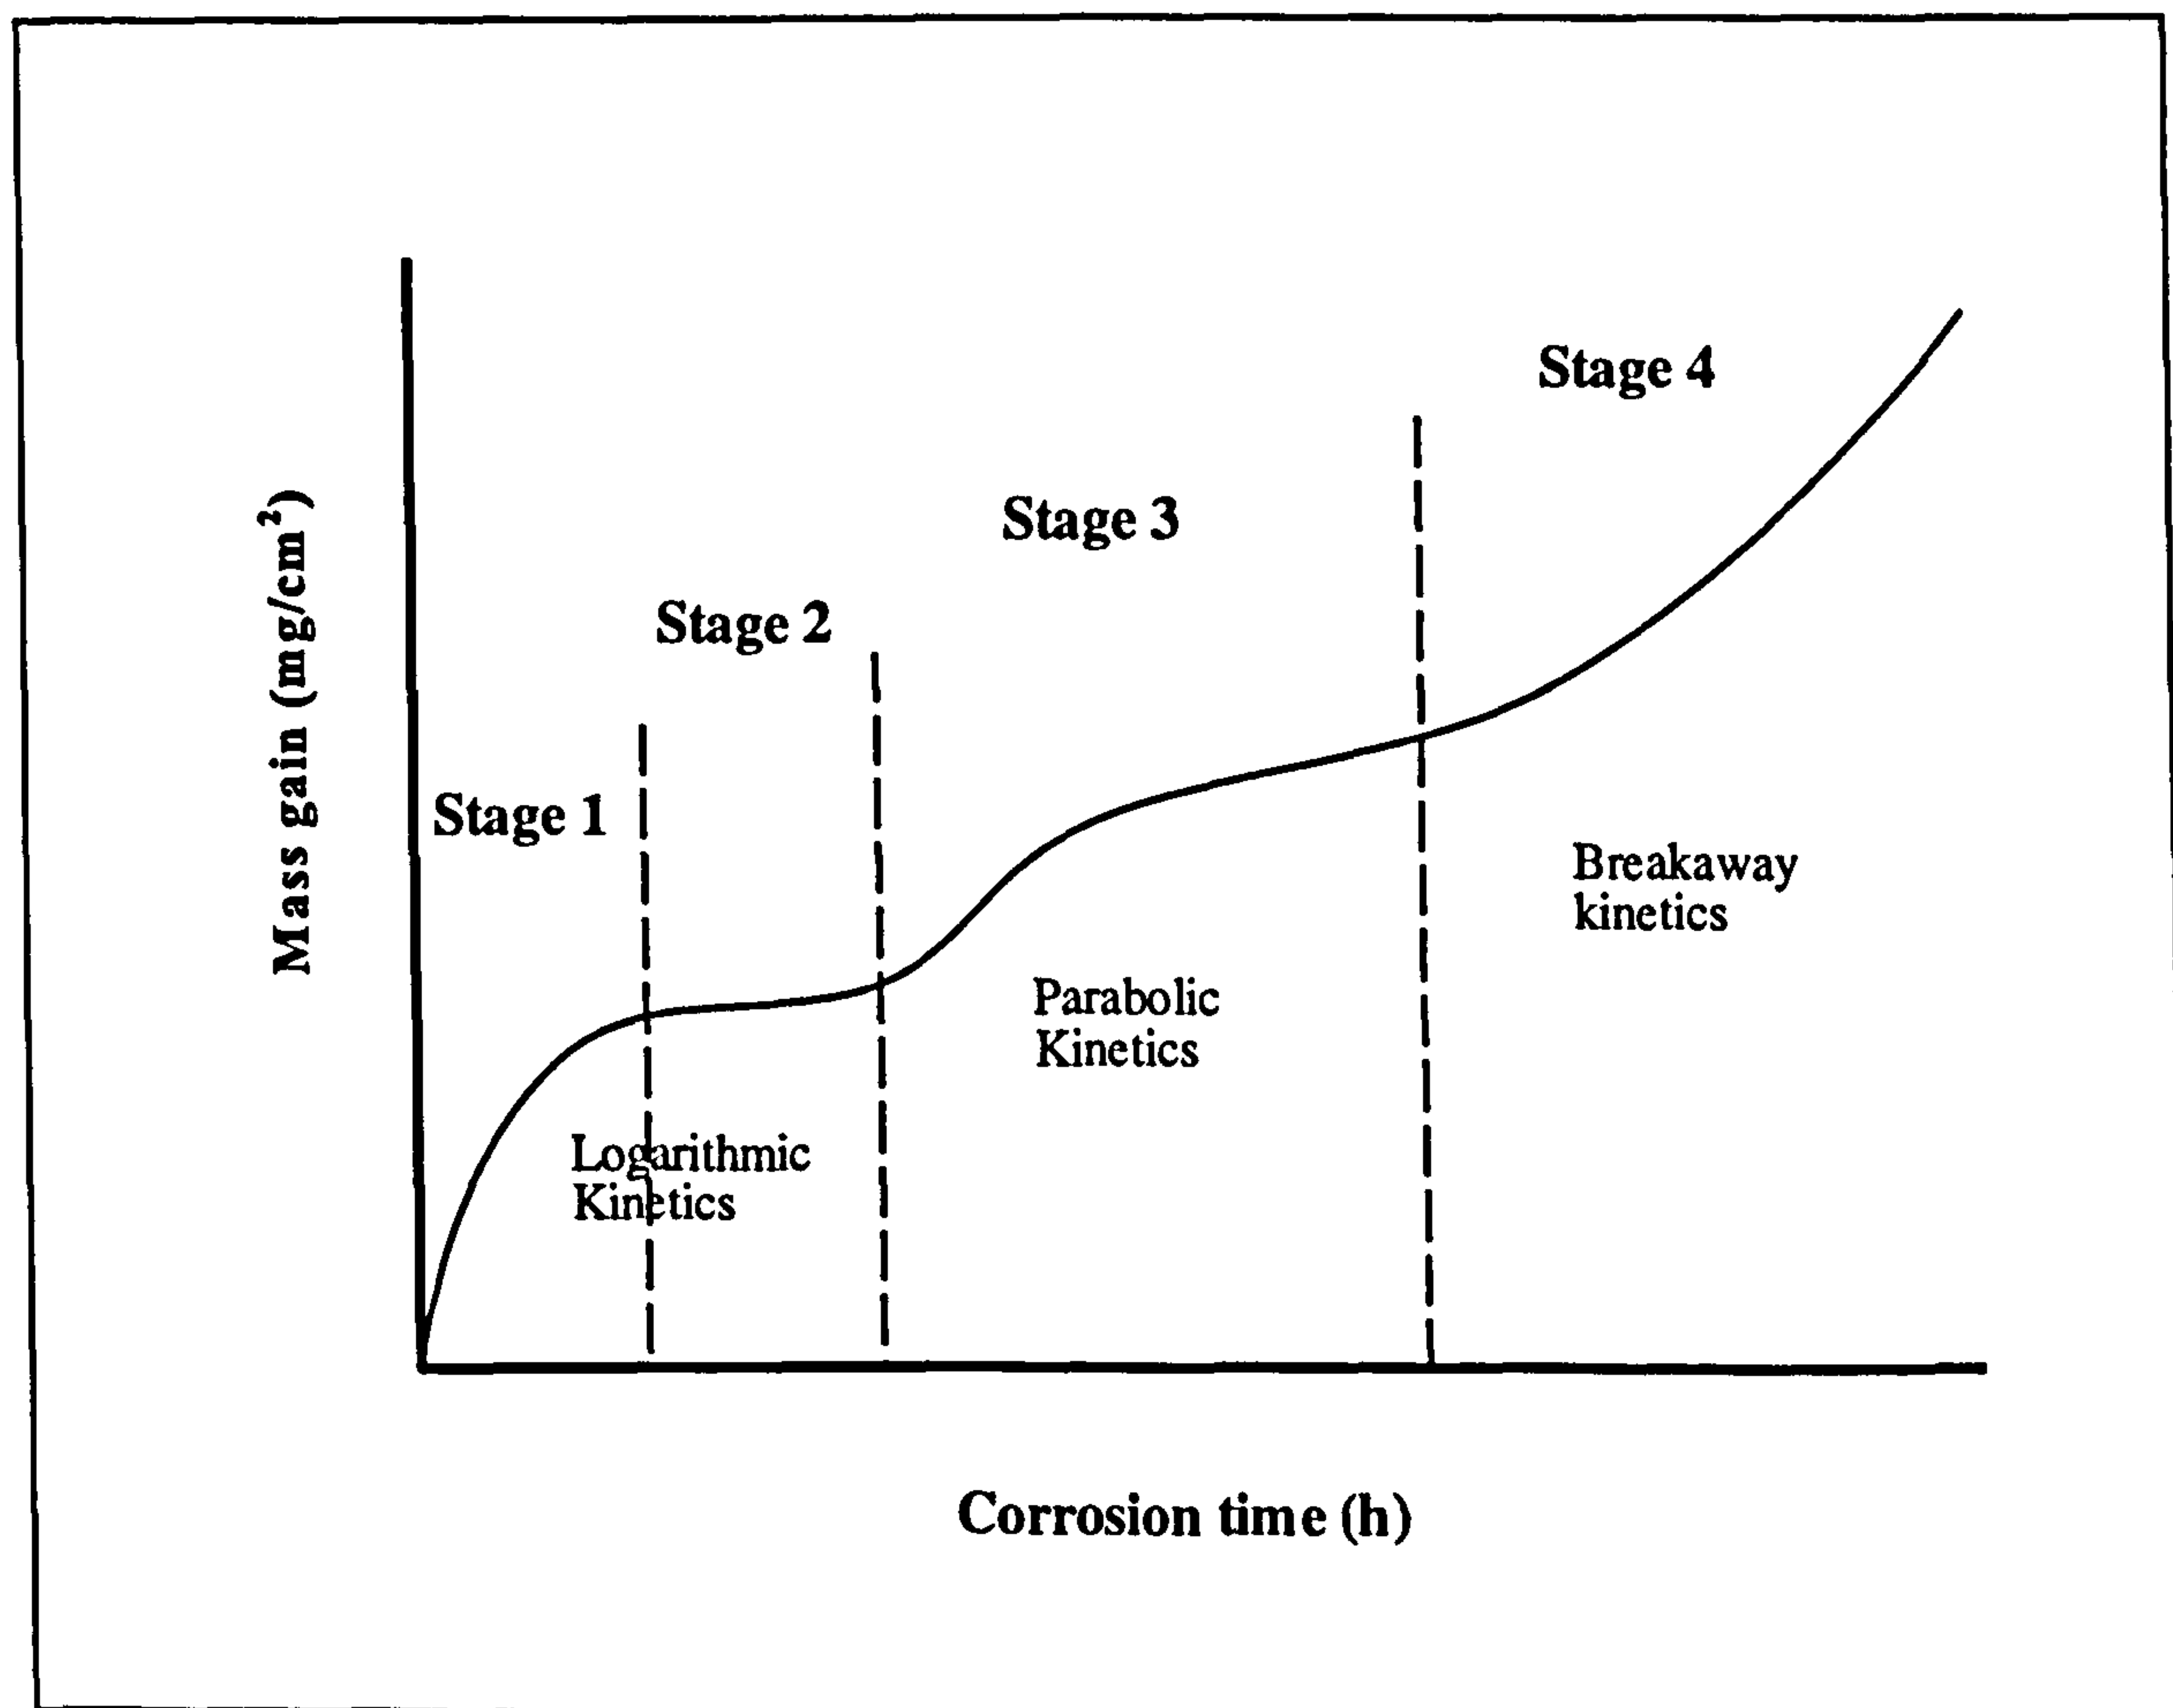 Stage 4
Stage 3
Stage 2
Stage 1
Mass gain (mg/cm²)
Breakaway
kinetics
Parabolic
Kinetics
Logarithmic
Kinetics
Corrosion time (h)